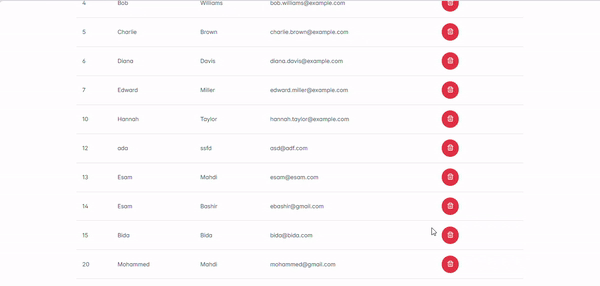 4 Bob Williams bob.williams@example.com
5 Charlie Brown charlie.brown@example.com
6 Diana Davis diana.davis@example.com
7 Edward Miller edward.miller@example.com
10 Hannah Taylor hannah.taylor@example.com
12 ada ssfd asd@adf.com
13 Esam Mahdi esam@esam.com
14 Esam Bashir ebashir@gmail.com
15 Bida Bida bida@bida.com
20 Mohammed Mahdi mohammed@gmail.com